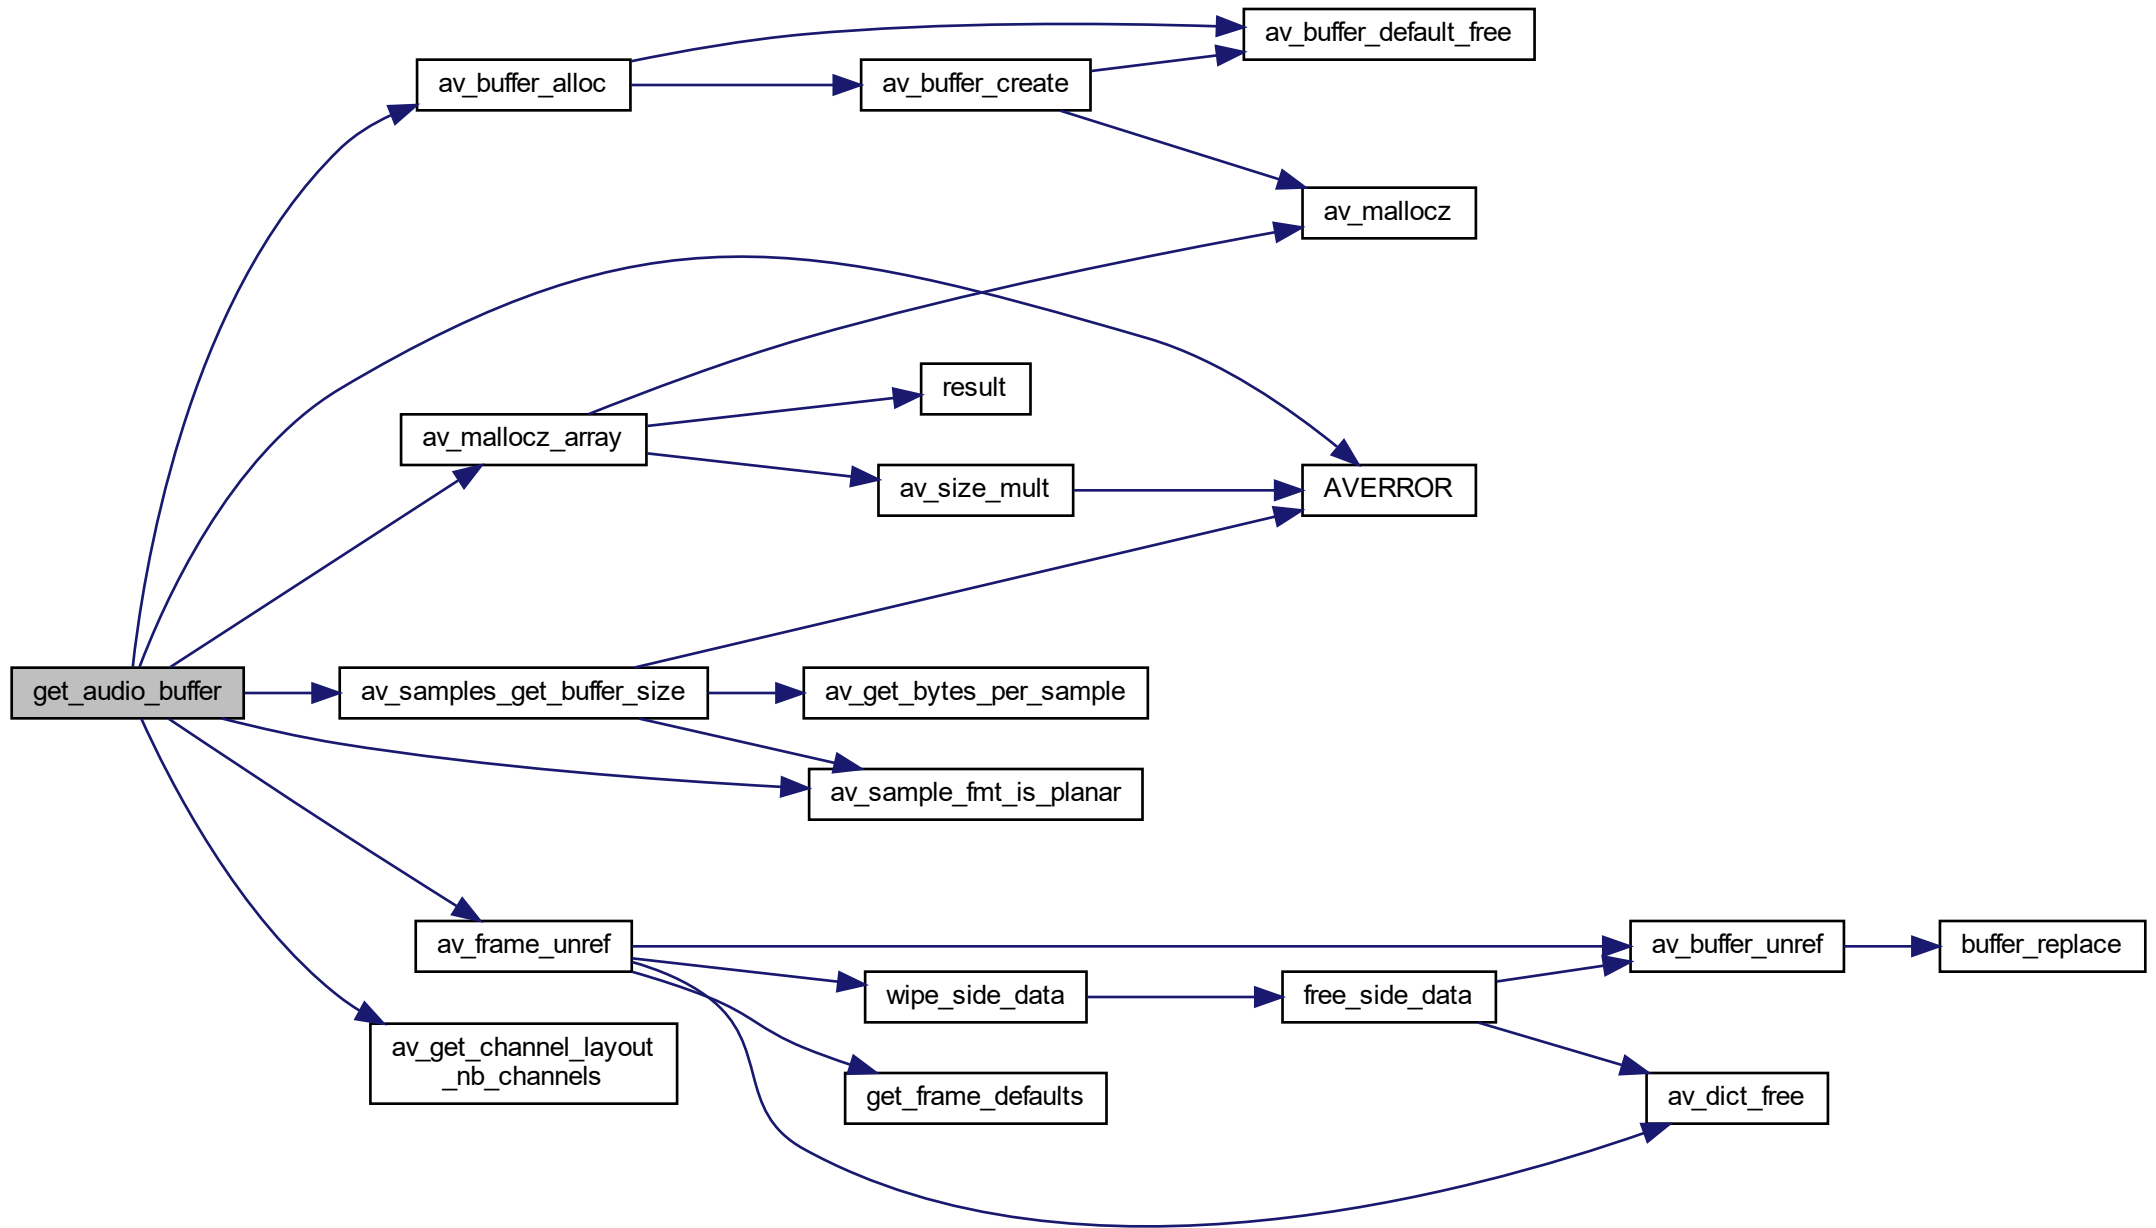 av_buffer_default_free
av_buffer_alloc
av_buffer_create
av_mallocz
result
av_mallocz_array
av_size_mult
AVERROR
get_audio_buffer
av_samples_get_buffer_size
av_get_bytes_per_sample
av_sample_fmt_is_planar
av_frame_unref
av_buffer_unref
buffer_replace
wipe_side_data
free_side_data
av_get_channel_layout
_nb_channels
get_frame_defaults
av_dict_free